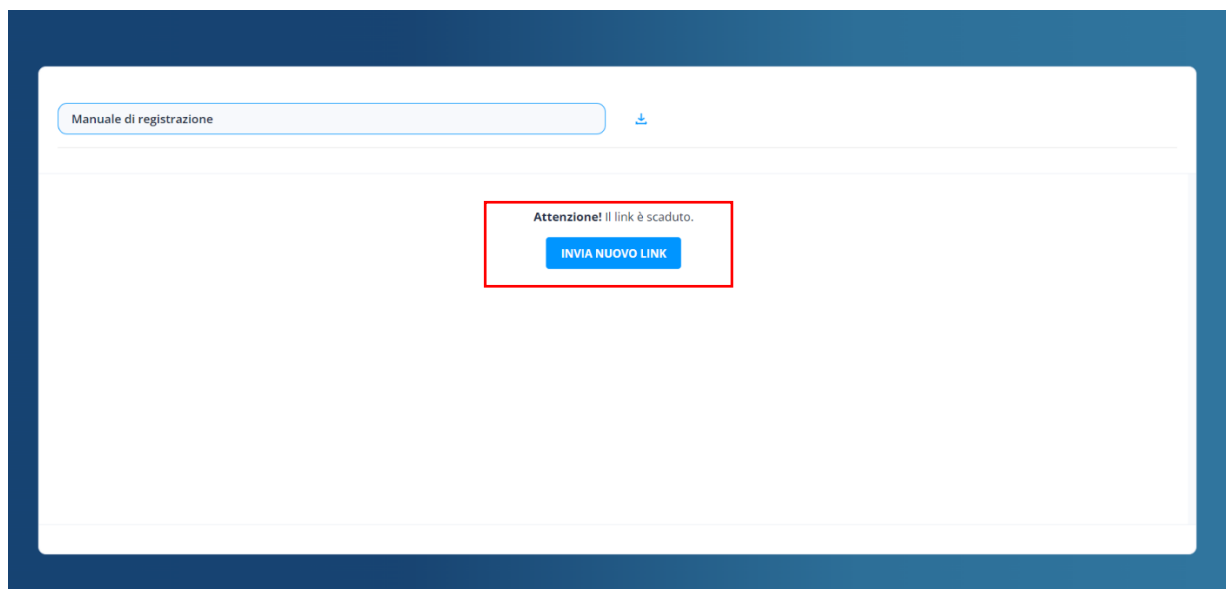 Manuale di registrazione
Attenzione! Il link è scaduto.
INVIA NUOVO LINK